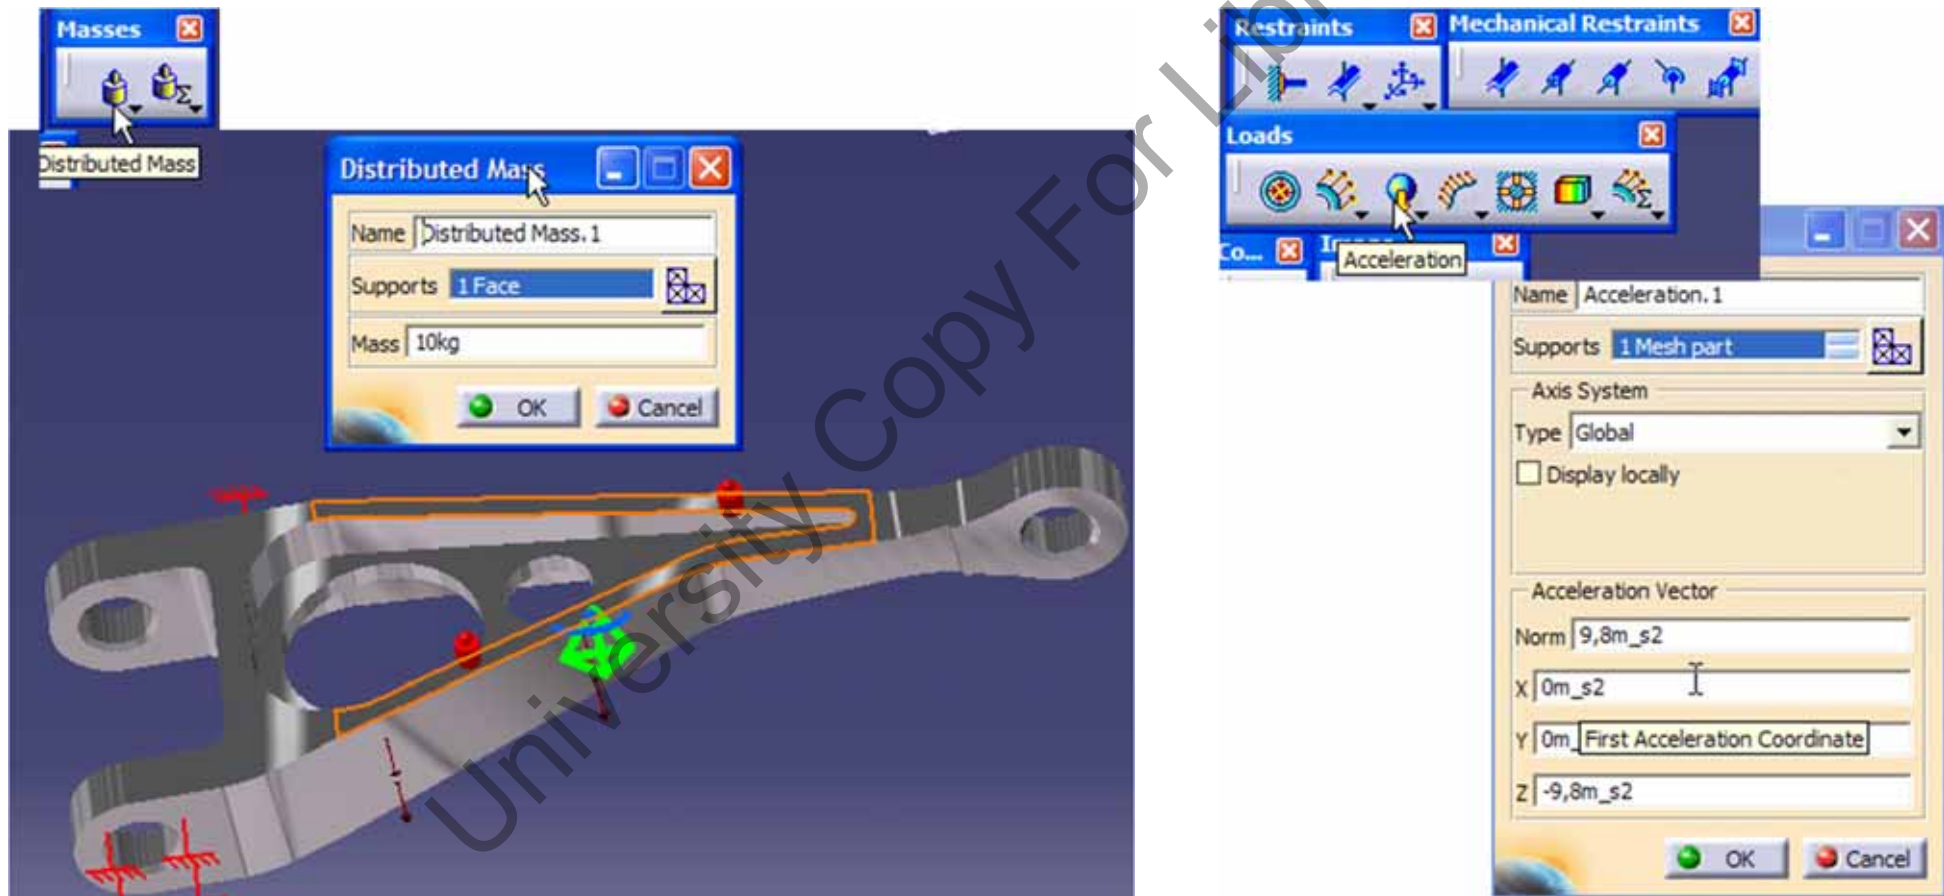 Masses
Distributed Mass
Distributed Mass
Name Distributed Mass.1
Supports 1 Face
Mass 10kg
OK Cancel
Restraints
Mechanical Restraints
Loads
Co...
Acceleration
Name Acceleration.1
Supports 1 Mesh part
Axis System
Type Global
Display locally
Acceleration Vector
Norm 9,8m_s2
X 0m_s2
Y 0m_
First Acceleration Coordinate
Z -9,8m_s2
OK Cancel
University Copy For